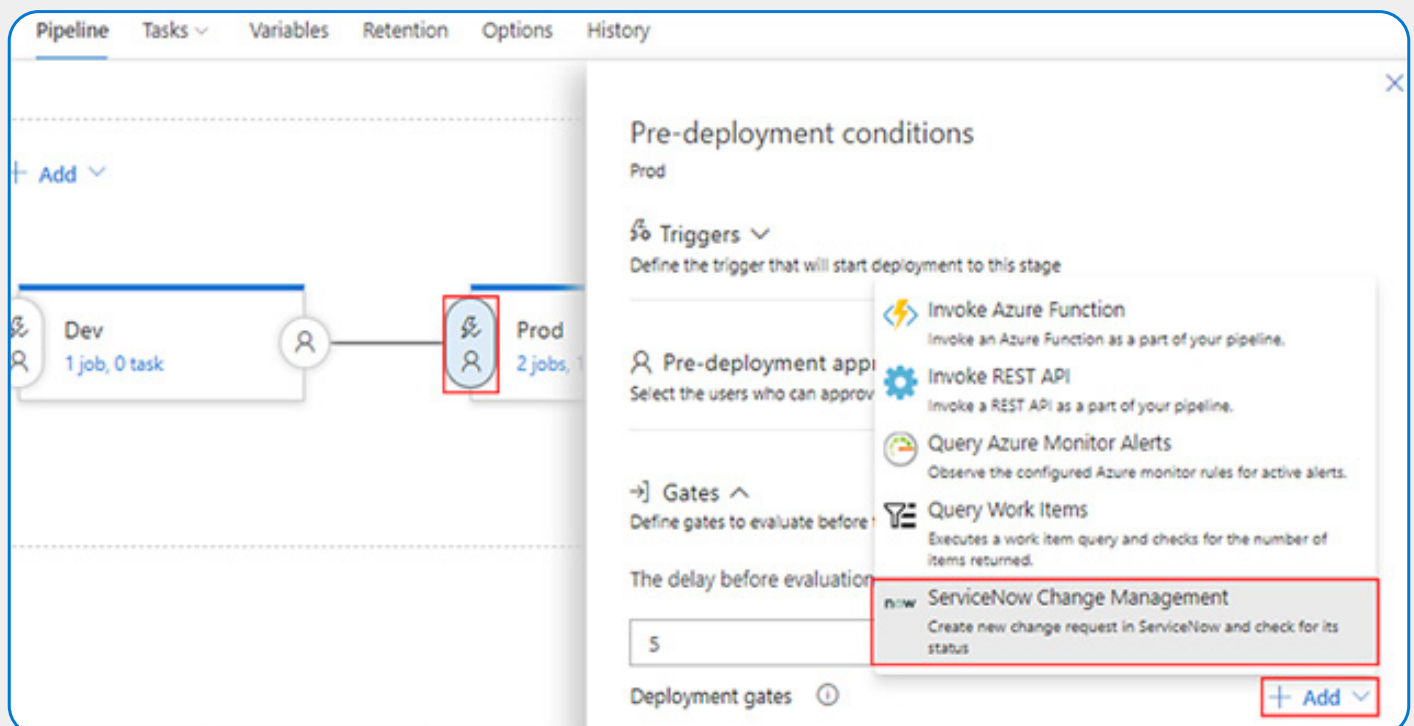 Pipeline Tasks Variables Retention Options History
Pre-deployment conditions
Prod
Add
Triggers
Define the trigger that will start deployment to this stage
Invoke Azure Function
Invoke an Azure Function as a part of your pipeline.
Dev
1 job, 0 task
Prod
2 jobs, 1
Pre-deployment appr
Select the users who can approv
Invoke REST API
Invoke a REST API as a part of your pipeline.
Query Azure Monitor Alerts
Observe the configured Azure monitor rules for active alerts.
Gates
Define gates to evaluate before
Query Work Items
Executes a work item query and checks for the number of
items returned.
The delay before evaluation
now ServiceNow Change Management
Create new change request in ServiceNow and check for its
status
5
Deployment gates
+ Add